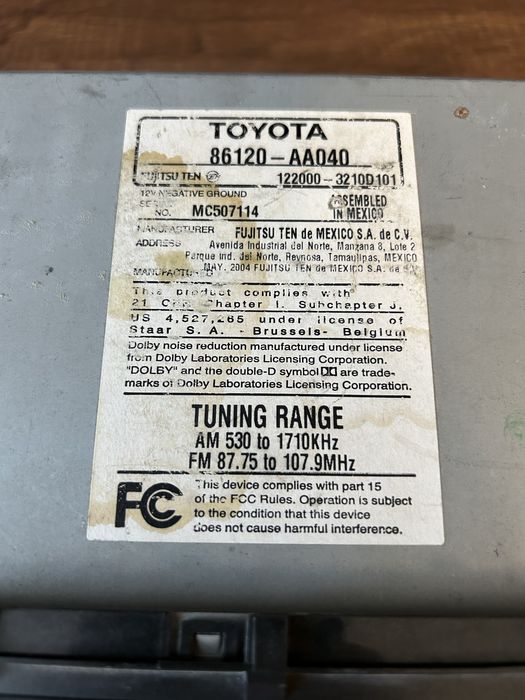 TOYOTA
86120-AA040
FUJITSU TEN 122000-3210D101
12V NEGATIVE GROUND
SERIAL NO. MC507114
ASSEMBLED IN MEXICO
MANUFACTURER FUJITSU TEN de MEXICO S.A. de C.V.
ADDRESS Avenida Industrial del Norte, Manzana 8, Lote 2
Parque Ind. del Norte, Reynosa, Tamaulipas, MEXICO
MANUFACTURED MAY. 2004 FUJITSU TEN de MEXICO S.A. de C.V.
This product complies with
21 CFR Chapter I. Subchapter J.
US 4,527,265 under license of
Staar S. A. - Brussels- Belgium
Dolby noise reduction manufactured under license
from Dolby Laboratories Licensing Corporation.
"DOLBY" and the double-D symbol are trade-
marks of Dolby Laboratories Licensing Corporation.
TUNING RANGE
AM 530 to 1710KHz
FM 87.75 to 107.9MHz
FC
This device complies with part 15
of the FCC Rules. Operation is subject
to the condition that this device
does not cause harmful interference.